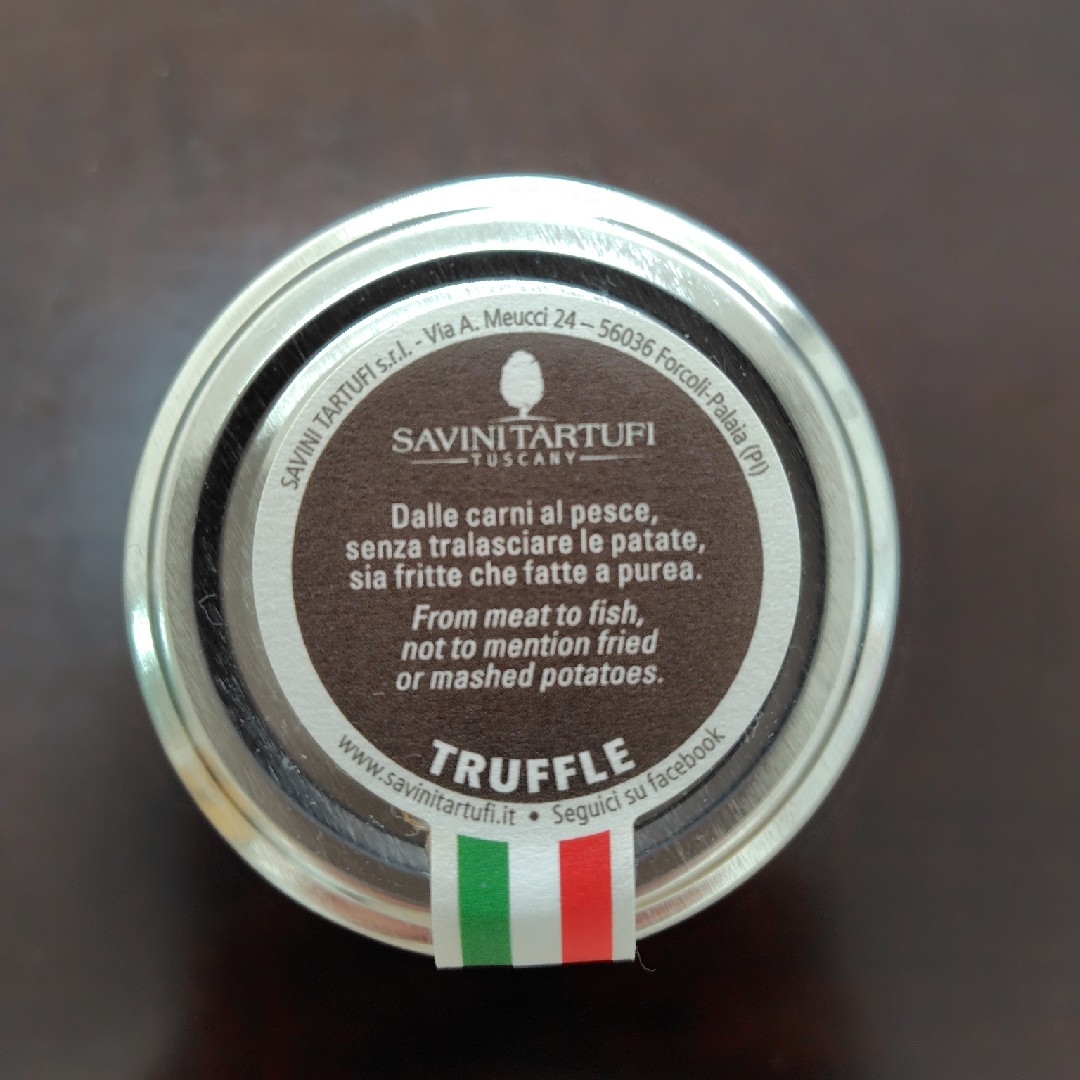 SAVINI TARTUFI s.r.l. - Via A. Meucci 24 – 56036 Forcoli-Palaia (PI)
SAVINI TARTUFI
TUSCANY
Dalle carni al pesce,
senza tralasciare le patate,
sia fritte che fatte a purea.
From meat to fish,
not to mention fried
or mashed potatoes.
TRUFFLE
www.savinitartufi.it • Seguici su facebook